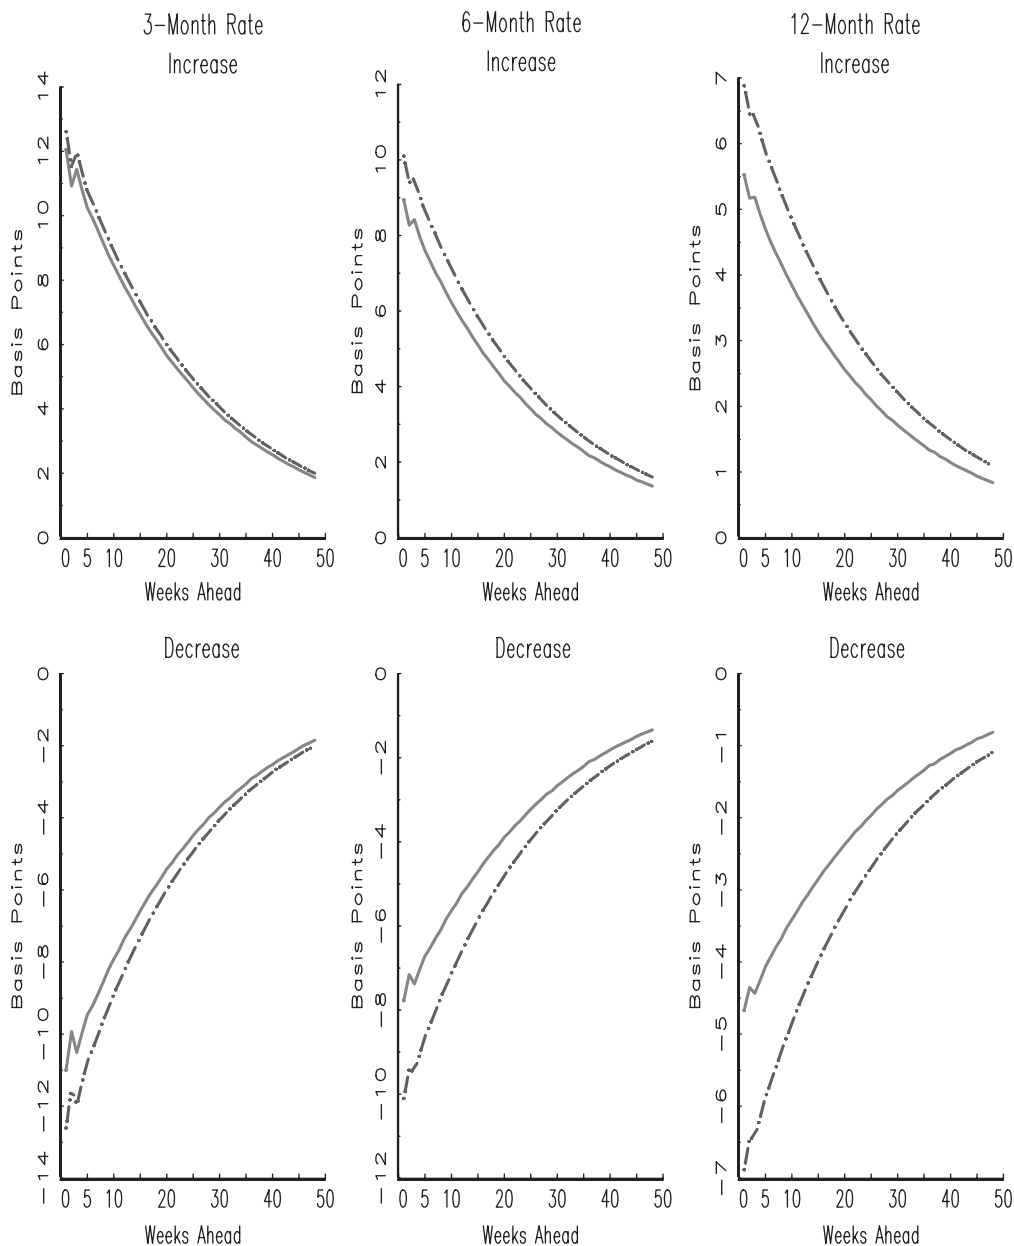 3-Month Rate
Increase
Basis Points
14
12
10
8
6
4
2
0
0 5 10 20 30 40 50
Weeks Ahead
6-Month Rate
Increase
Basis Points
12
10
8
6
4
2
0
0 5 10 20 30 40 50
Weeks Ahead
12-Month Rate
Increase
Basis Points
7
6
5
4
3
2
1
0
0 5 10 20 30 40 50
Weeks Ahead
Decrease
Basis Points
0
-2
-4
-6
-8
-10
-12
-14
0 5 10 20 30 40 50
Weeks Ahead
Decrease
Basis Points
0
-2
-4
-6
-8
-10
-12
0 5 10 20 30 40 50
Weeks Ahead
Decrease
Basis Points
0
-1
-2
-3
-4
-5
-6
-7
0 5 10 20 30 40 50
Weeks Ahead